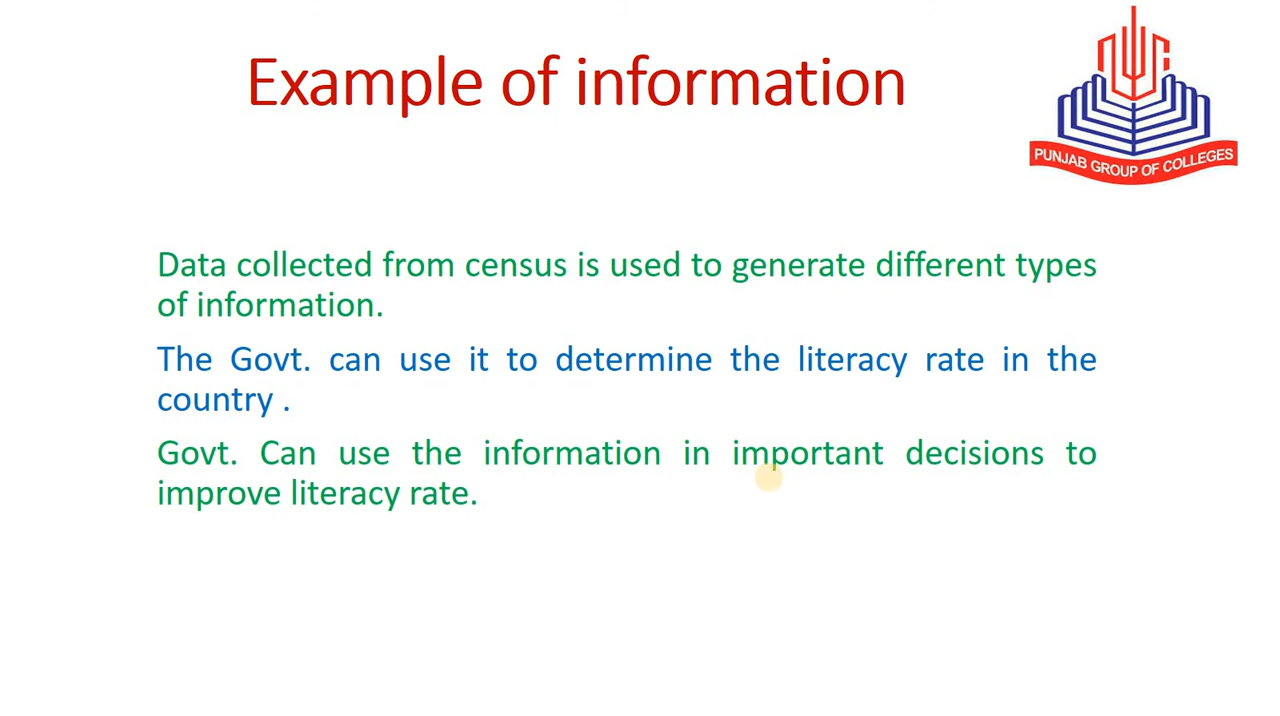 Example of information
PUNJAB GROUP OF COLLEGES
Data collected from census is used to generate different types
of information.
The Govt. can use it to determine the literacy rate in the
country .
Govt. Can use the information in important decisions to
improve literacy rate.